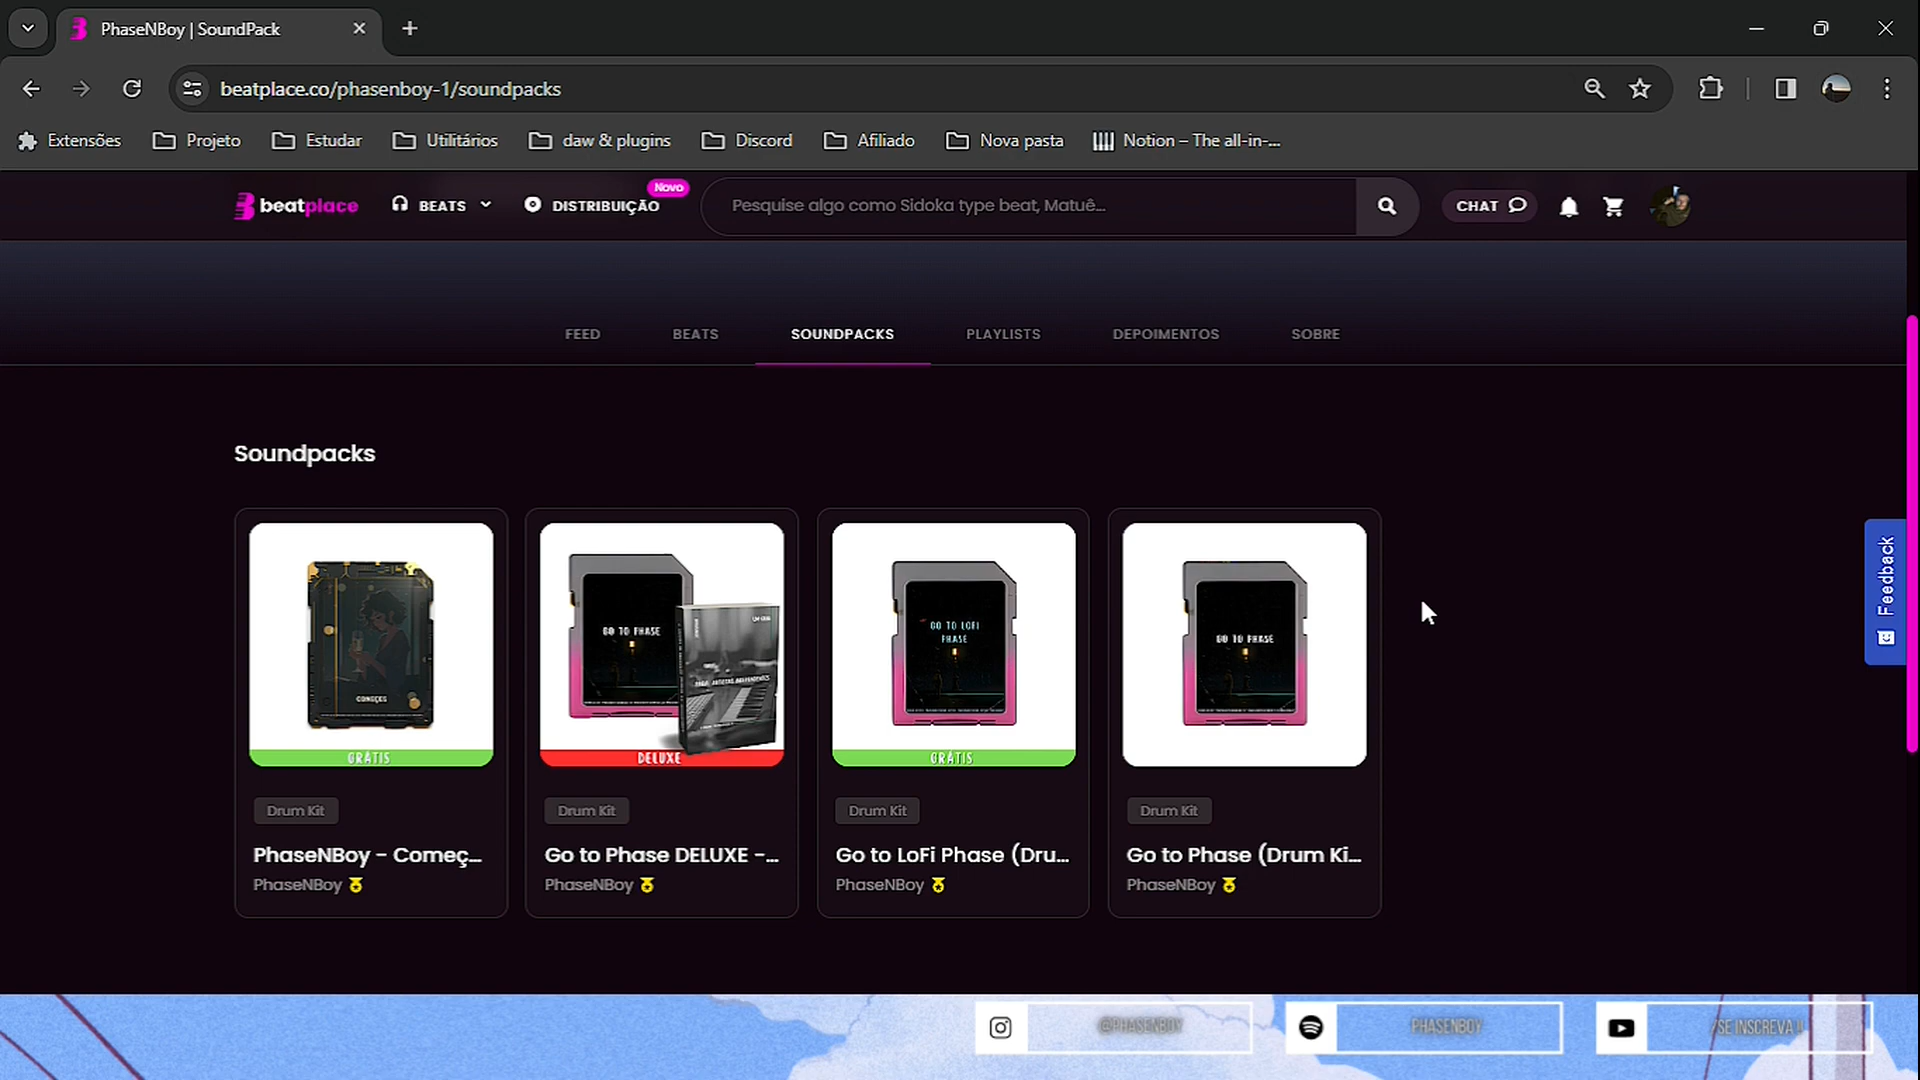 PhaseNBoy | SoundPack
beatplace.co/phasenboy-1/soundpacks
Extensões Projeto Estudar Utilitários daw & plugins Discord Afiliado Nova pasta Notion – The all-in-...
beatplace BEATS DISTRIBUIÇÃO Novo Pesquise algo como Sidoka type beat, Matuê... CHAT
FEED BEATS SOUNDPACKS PLAYLISTS DEPOIMENTOS SOBRE
Soundpacks
Feedback
COMEÇES
GO TO PHASE
GO TO LOFI
PHASE
GO TO PHASE
GRÁTIS DELUXE GRÁTIS
Drum Kit Drum Kit Drum Kit Drum Kit
PhaseNBoy - Começ... Go to Phase DELUXE -... Go to LoFi Phase (Dru... Go to Phase (Drum Ki...
PhaseNBoy PhaseNBoy PhaseNBoy PhaseNBoy
@PHASENBOY PHASENBOY /SE INSCREVA !!